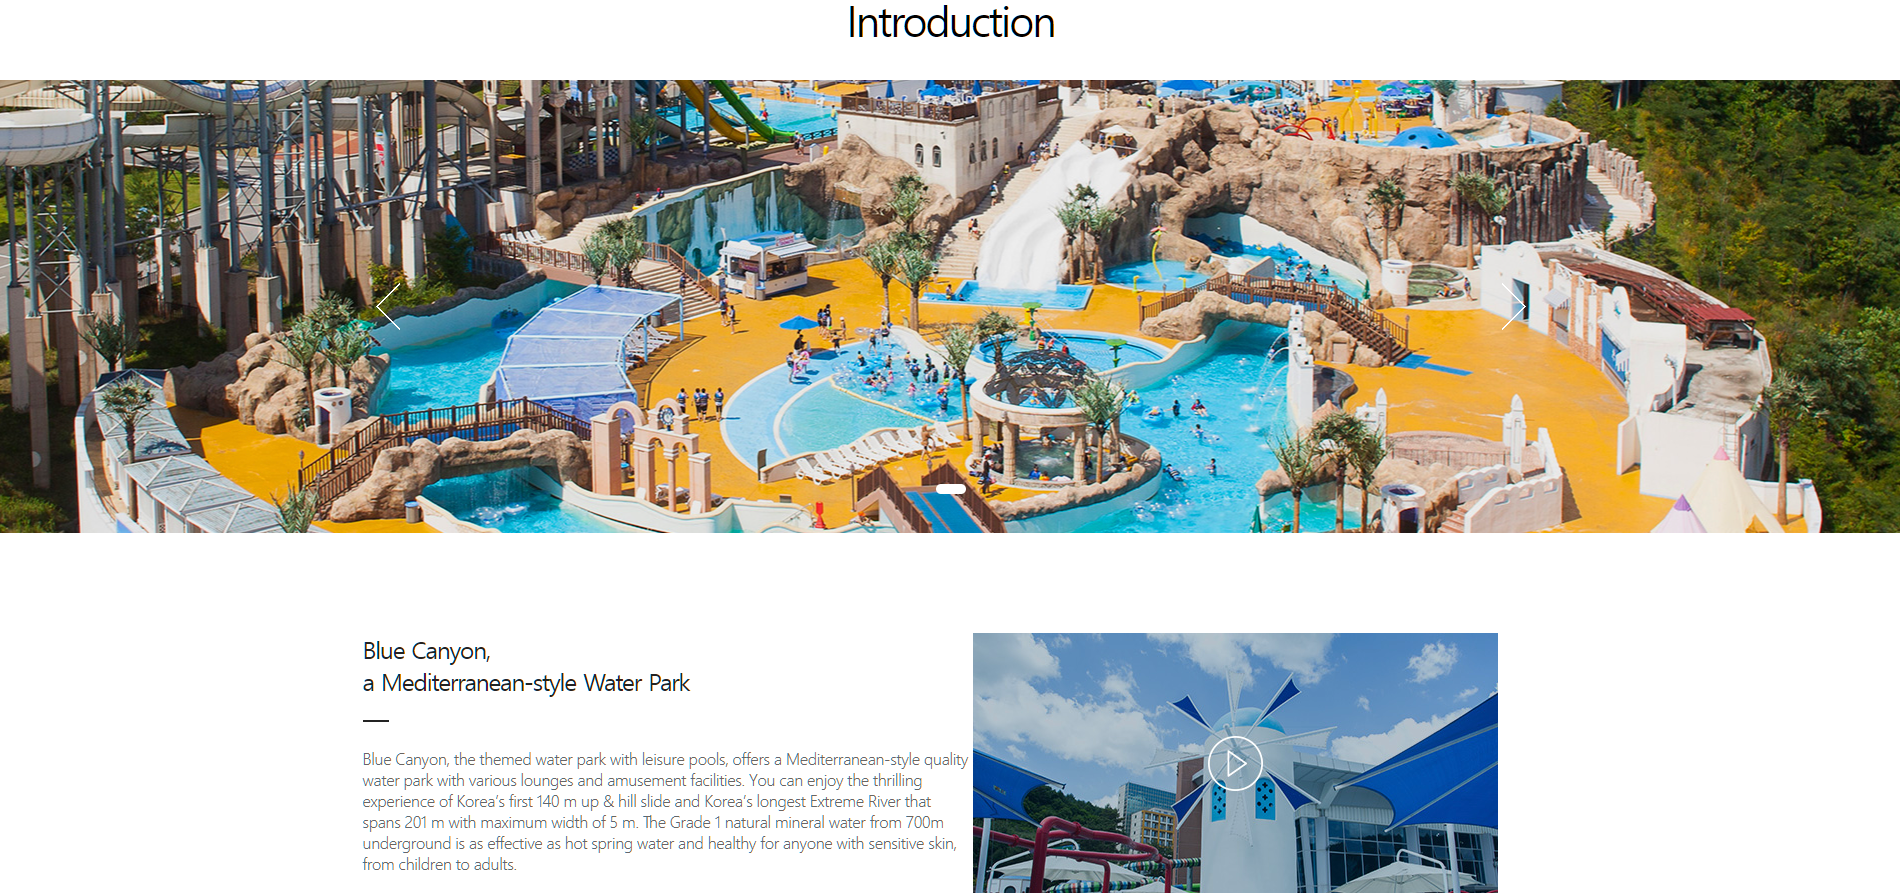 Introduction
Blue Canyon,
a Mediterranean-style Water Park
Blue Canyon, the themed water park with leisure pools, offers a Mediterranean-style quality
water park with various lounges and amusement facilities. You can enjoy the thrilling
experience of Korea's first 140 m up & hill slide and Korea's longest Extreme River that
spans 201 m with maximum width of 5 m. The Grade 1 natural mineral water from 700m
underground is as effective as hot spring water and healthy for anyone with sensitive skin,
from children to adults.